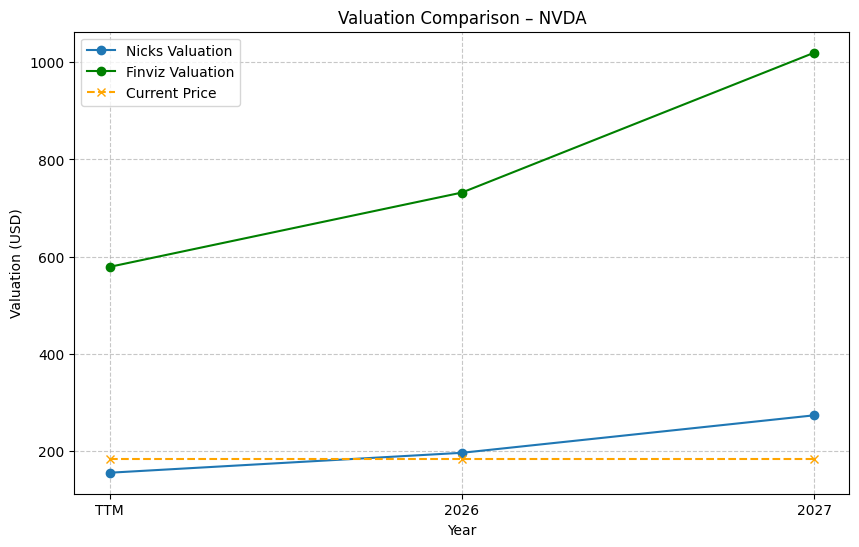 Valuation Comparison – NVDA
Nicks Valuation
Finviz Valuation
Current Price
Valuation (USD)
1000
800
600
400
200
TTM
2026
2027
Year